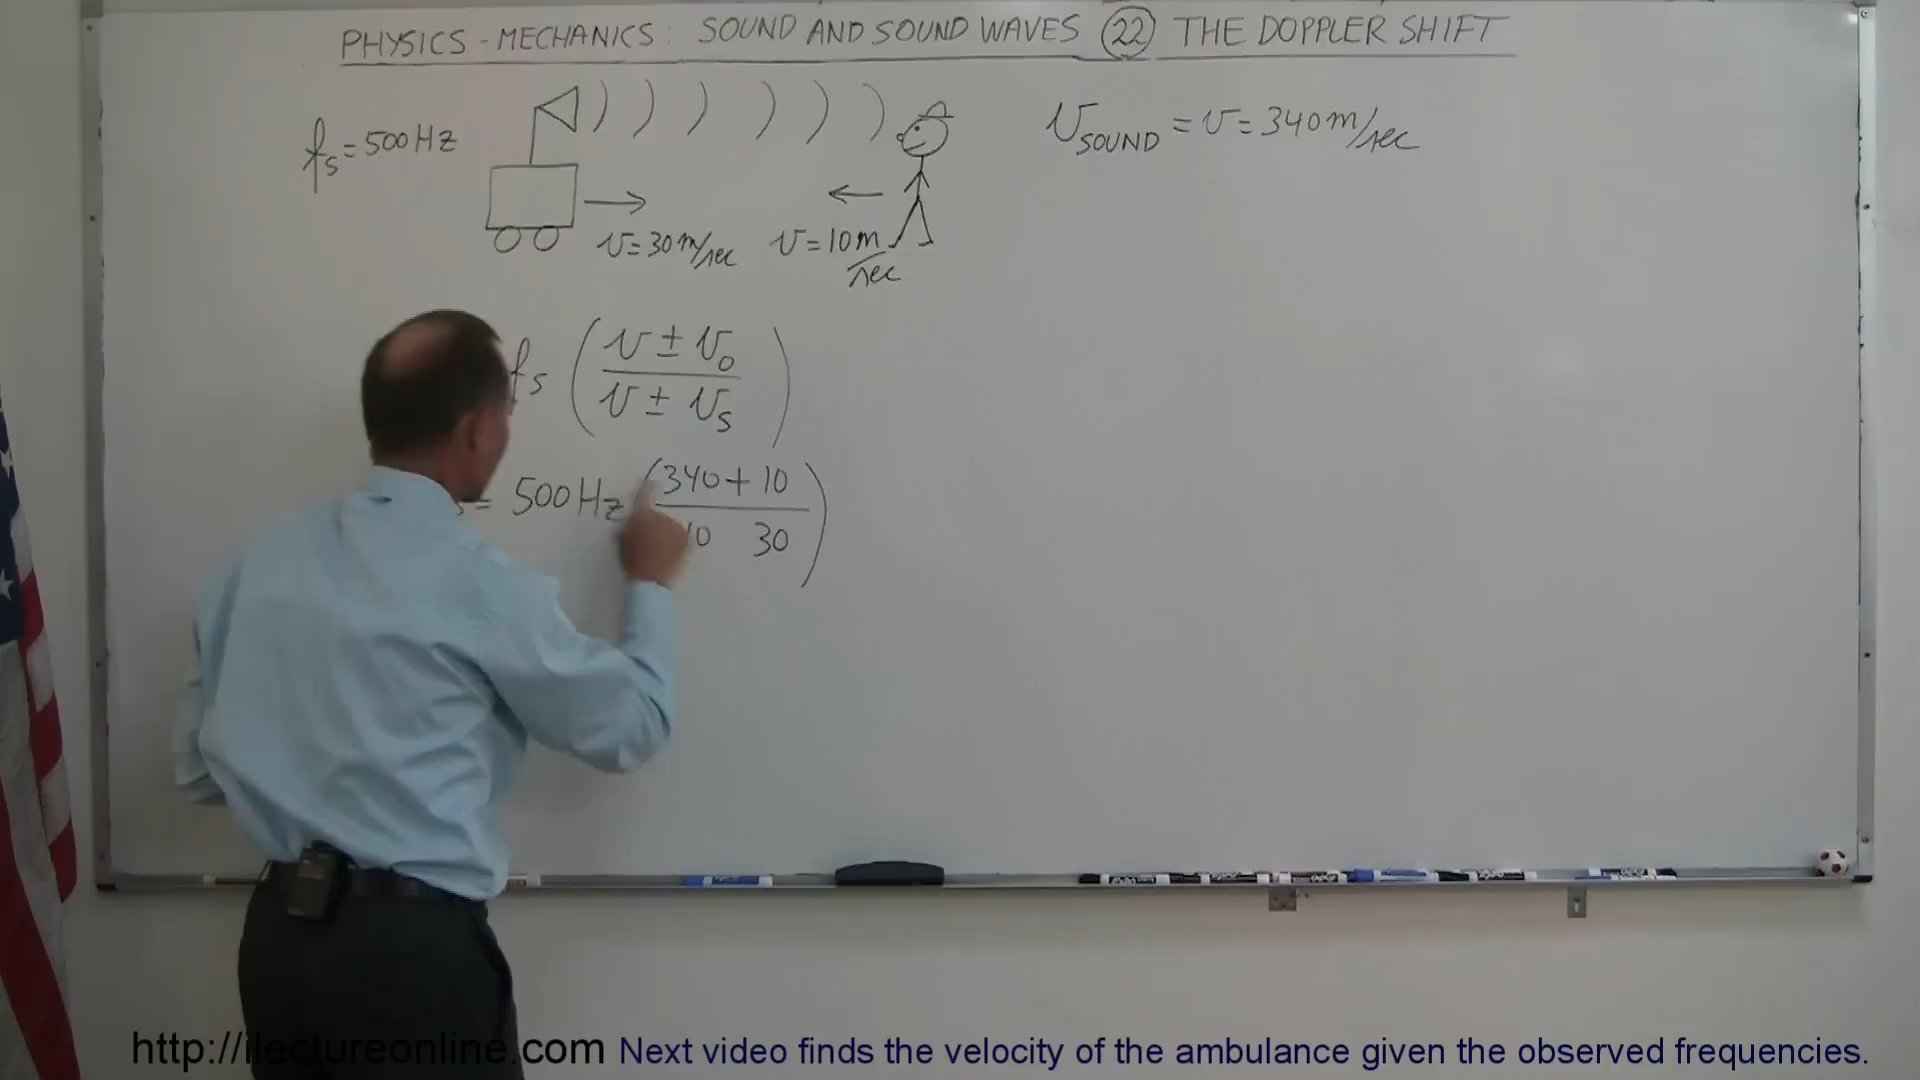 PHYSICS - MECHANICS: SOUND AND SOUND WAVES (22) THE DOPPLER SHIFT
fs = 500 Hz
v = 30 m/sec
v = 10 m/sec
VSOUND = v = 340 m/sec
fs ( v ± vo / v ± vs )
= 500 Hz ( 340 + 10 / 30 )
http://ilectureonline.com Next video finds the velocity of the ambulance given the observed frequencies.